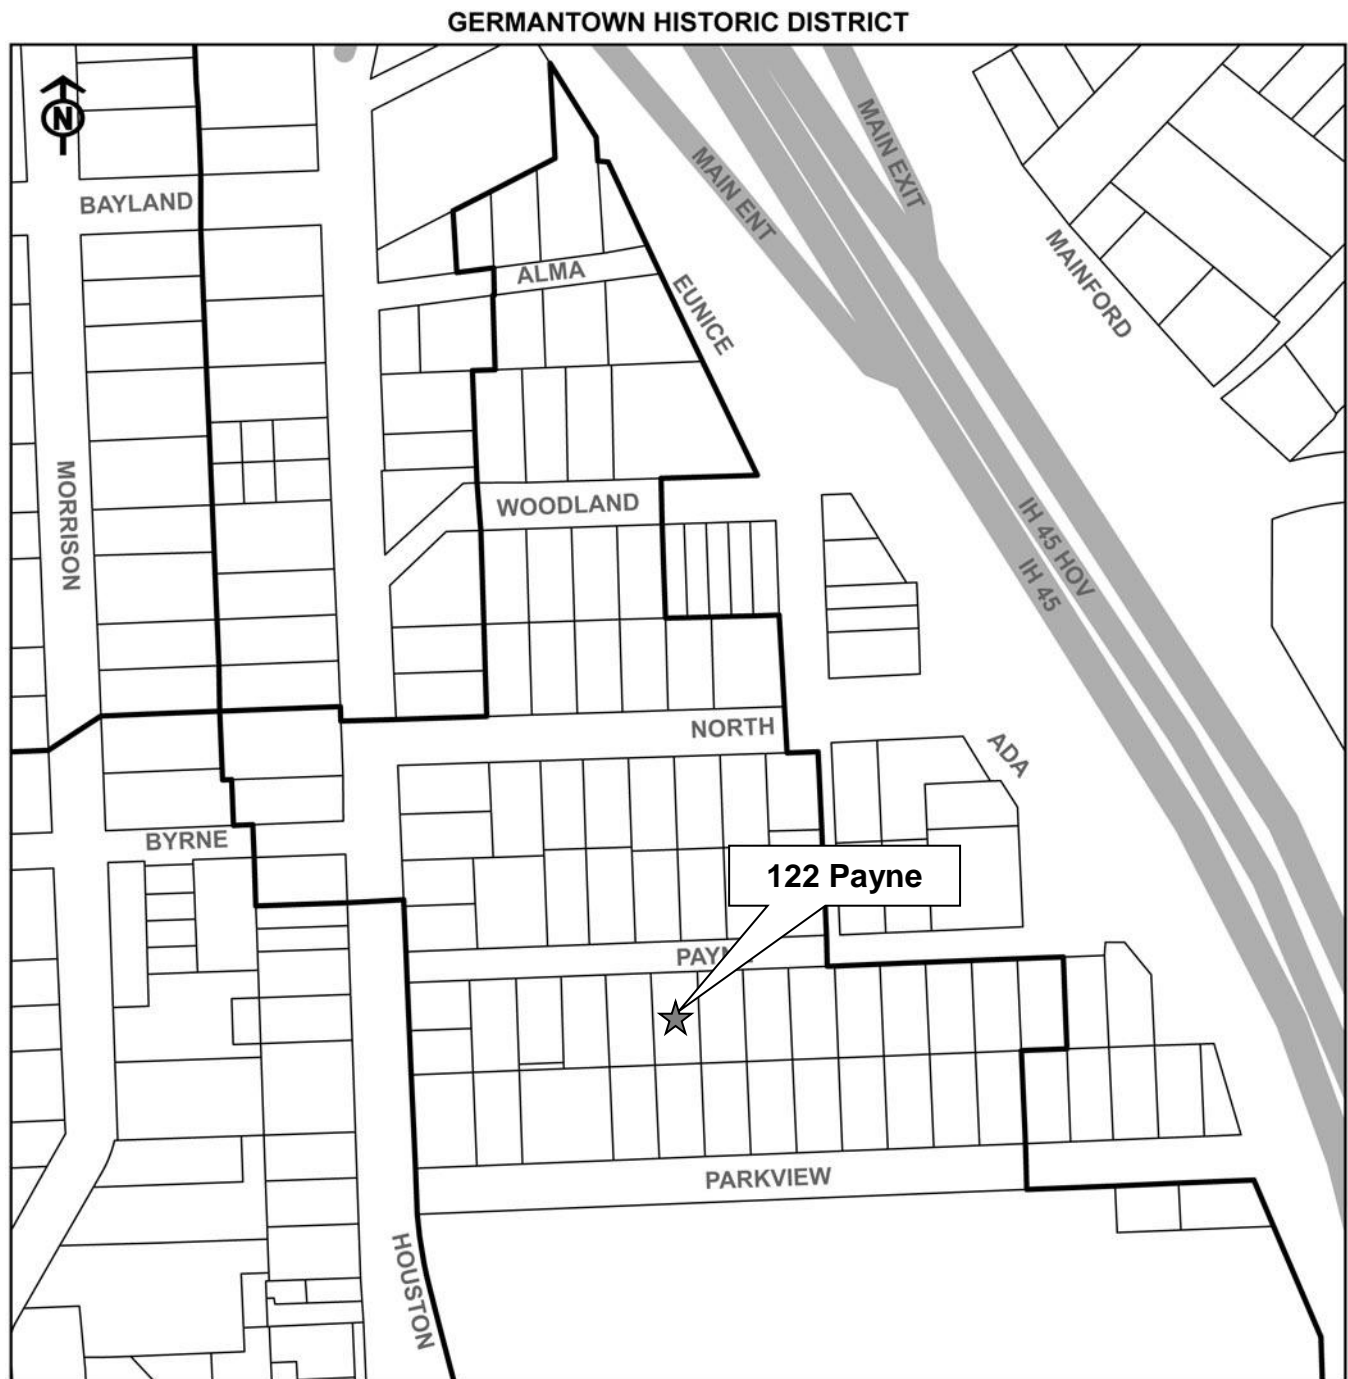 GERMANTOWN HISTORIC DISTRICT
N
BAYLAND
MAIN ENT
MAIN EXIT
ALMA
EUNICE
MAINFORD
MORRISON
WOODLAND
IH 45 HOV
IH 45
NORTH
ADA
BYRNE
122 Payne
PAYN
PARKVIEW
HOUSTON